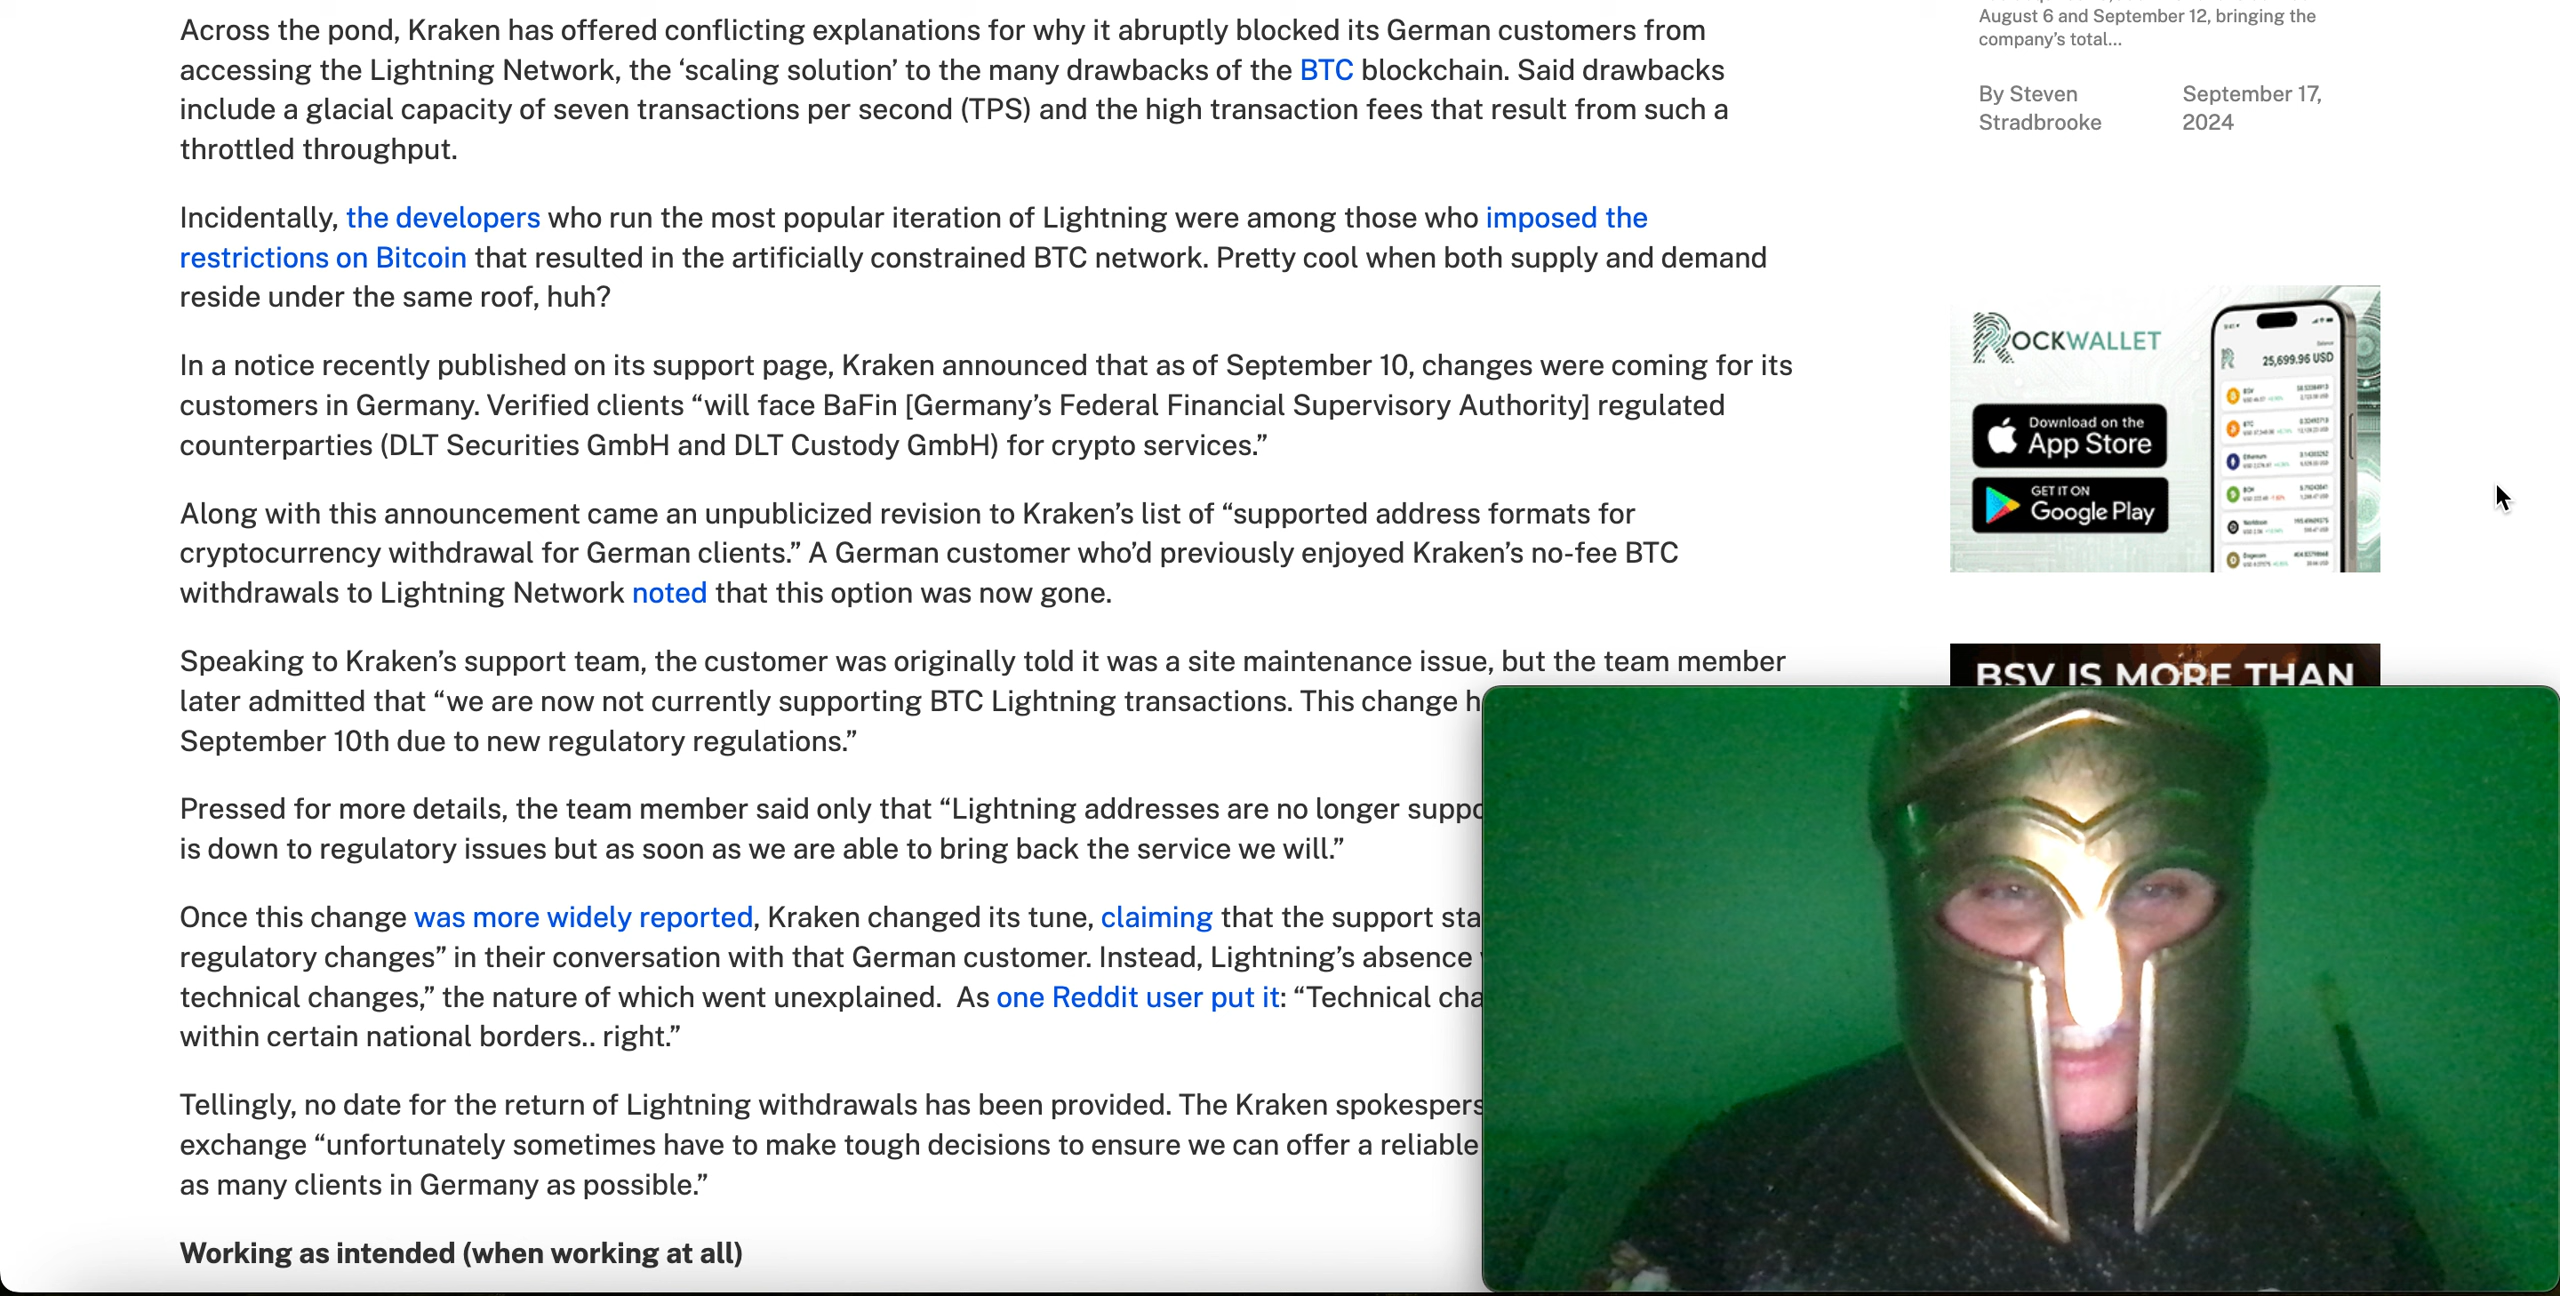 Across the pond, Kraken has offered conflicting explanations for why it abruptly blocked its German customers from
accessing the Lightning Network, the ‘scaling solution’ to the many drawbacks of the BTC blockchain. Said drawbacks
include a glacial capacity of seven transactions per second (TPS) and the high transaction fees that result from such a
throttled throughput.
Incidentally, the developers who run the most popular iteration of Lightning were among those who imposed the
restrictions on Bitcoin that resulted in the artificially constrained BTC network. Pretty cool when both supply and demand
reside under the same roof, huh?
In a notice recently published on its support page, Kraken announced that as of September 10, changes were coming for its
customers in Germany. Verified clients “will face BaFin [Germany’s Federal Financial Supervisory Authority] regulated
counterparties (DLT Securities GmbH and DLT Custody GmbH) for crypto services.”
Along with this announcement came an unpublicized revision to Kraken’s list of “supported address formats for
cryptocurrency withdrawal for German clients.” A German customer who’d previously enjoyed Kraken’s no-fee BTC
withdrawals to Lightning Network noted that this option was now gone.
Speaking to Kraken’s support team, the customer was originally told it was a site maintenance issue, but the team member
later admitted that “we are now not currently supporting BTC Lightning transactions. This change h
September 10th due to new regulatory regulations.”
Pressed for more details, the team member said only that “Lightning addresses are no longer suppo
is down to regulatory issues but as soon as we are able to bring back the service we will.”
Once this change was more widely reported, Kraken changed its tune, claiming that the support sta
regulatory changes” in their conversation with that German customer. Instead, Lightning’s absence
technical changes,” the nature of which went unexplained. As one Reddit user put it: “Technical cha
within certain national borders.. right.”
Tellingly, no date for the return of Lightning withdrawals has been provided. The Kraken spokespers
exchange “unfortunately sometimes have to make tough decisions to ensure we can offer a reliable
as many clients in Germany as possible.”
Working as intended (when working at all)
August 6 and September 12, bringing the
company’s total...
By Steven
Stradbrooke
September 17,
2024
ROCKWALLET
Download on the
App Store
GET IT ON
Google Play
Balance
25,699.96 USD
BSV
BTC
Ethereum
BCH
BSV IS MORE THAN